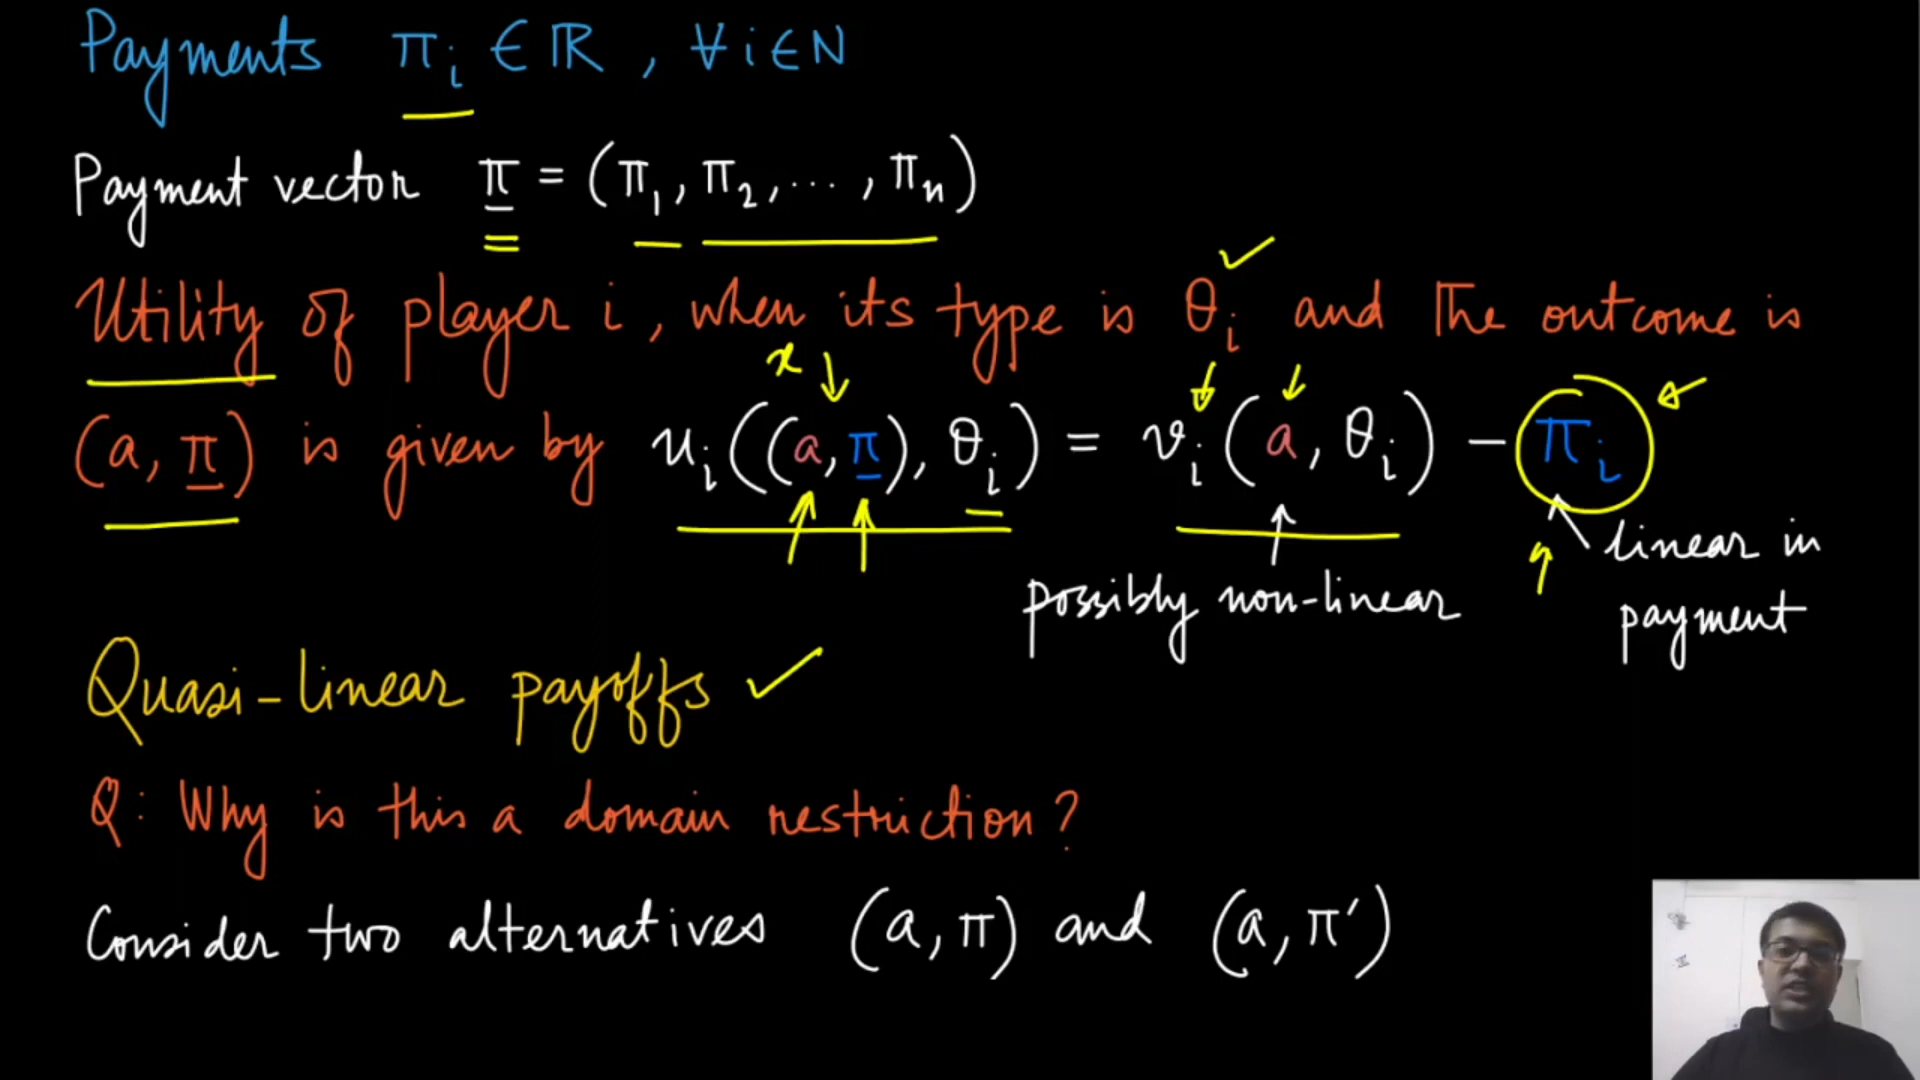 Payments πᵢ ∈ ℝ, ∀ i ∈ N
Payment vector π = (π₁, π₂, ..., πₙ)
Utility of player i, when its type is θᵢ and the outcome is
x
(a, π) is given by uᵢ((a, π), θᵢ) = vᵢ(a, θᵢ) − πᵢ
possibly non-linear
linear in
payment
Quasi-linear payoffs ✓
Q: Why is this a domain restriction?
Consider two alternatives (a, π) and (a, π′)